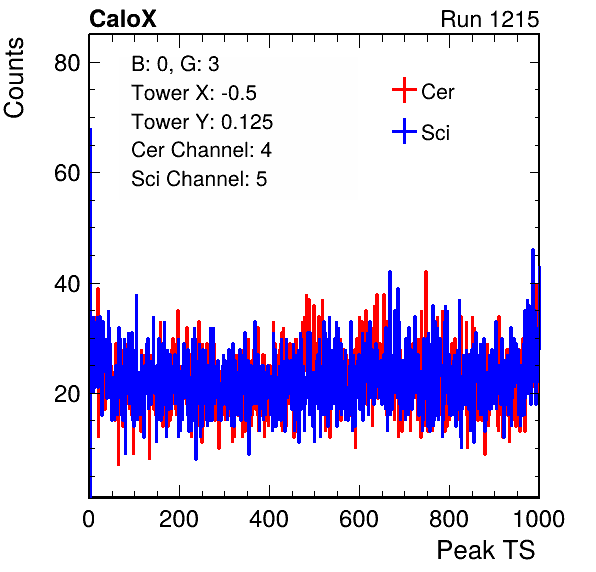 CaloX Run 1215
Counts
80
60
40
20
B: 0, G: 3
Tower X: -0.5
Tower Y: 0.125
Cer Channel: 4
Sci Channel: 5
Cer
Sci
0 200 400 600 800 1000
Peak TS